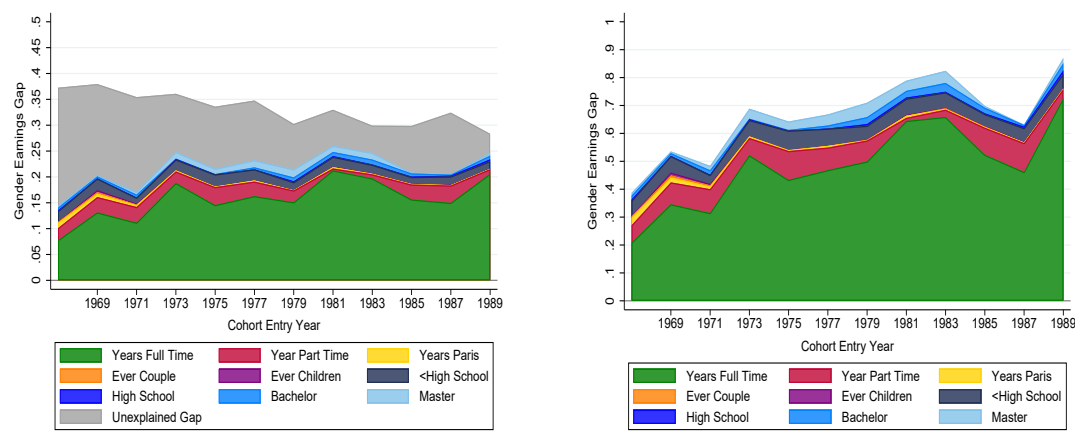 Gender Earnings Gap
.5
.45
.4
.35
.3
.25
.2
.15
.1
.05
0
1969 1971 1973 1975 1977 1979 1981 1983 1985 1987 1989
Cohort Entry Year
Years Full Time Year Part Time Years Paris
Ever Couple Ever Children <High School
High School Bachelor Master
Unexplained Gap
Gender Earnings Gap
1
.9
.8
.7
.6
.5
.4
.3
.2
.1
0
1969 1971 1973 1975 1977 1979 1981 1983 1985 1987 1989
Cohort Entry Year
Years Full Time Year Part Time Years Paris
Ever Couple Ever Children <High School
High School Bachelor Master